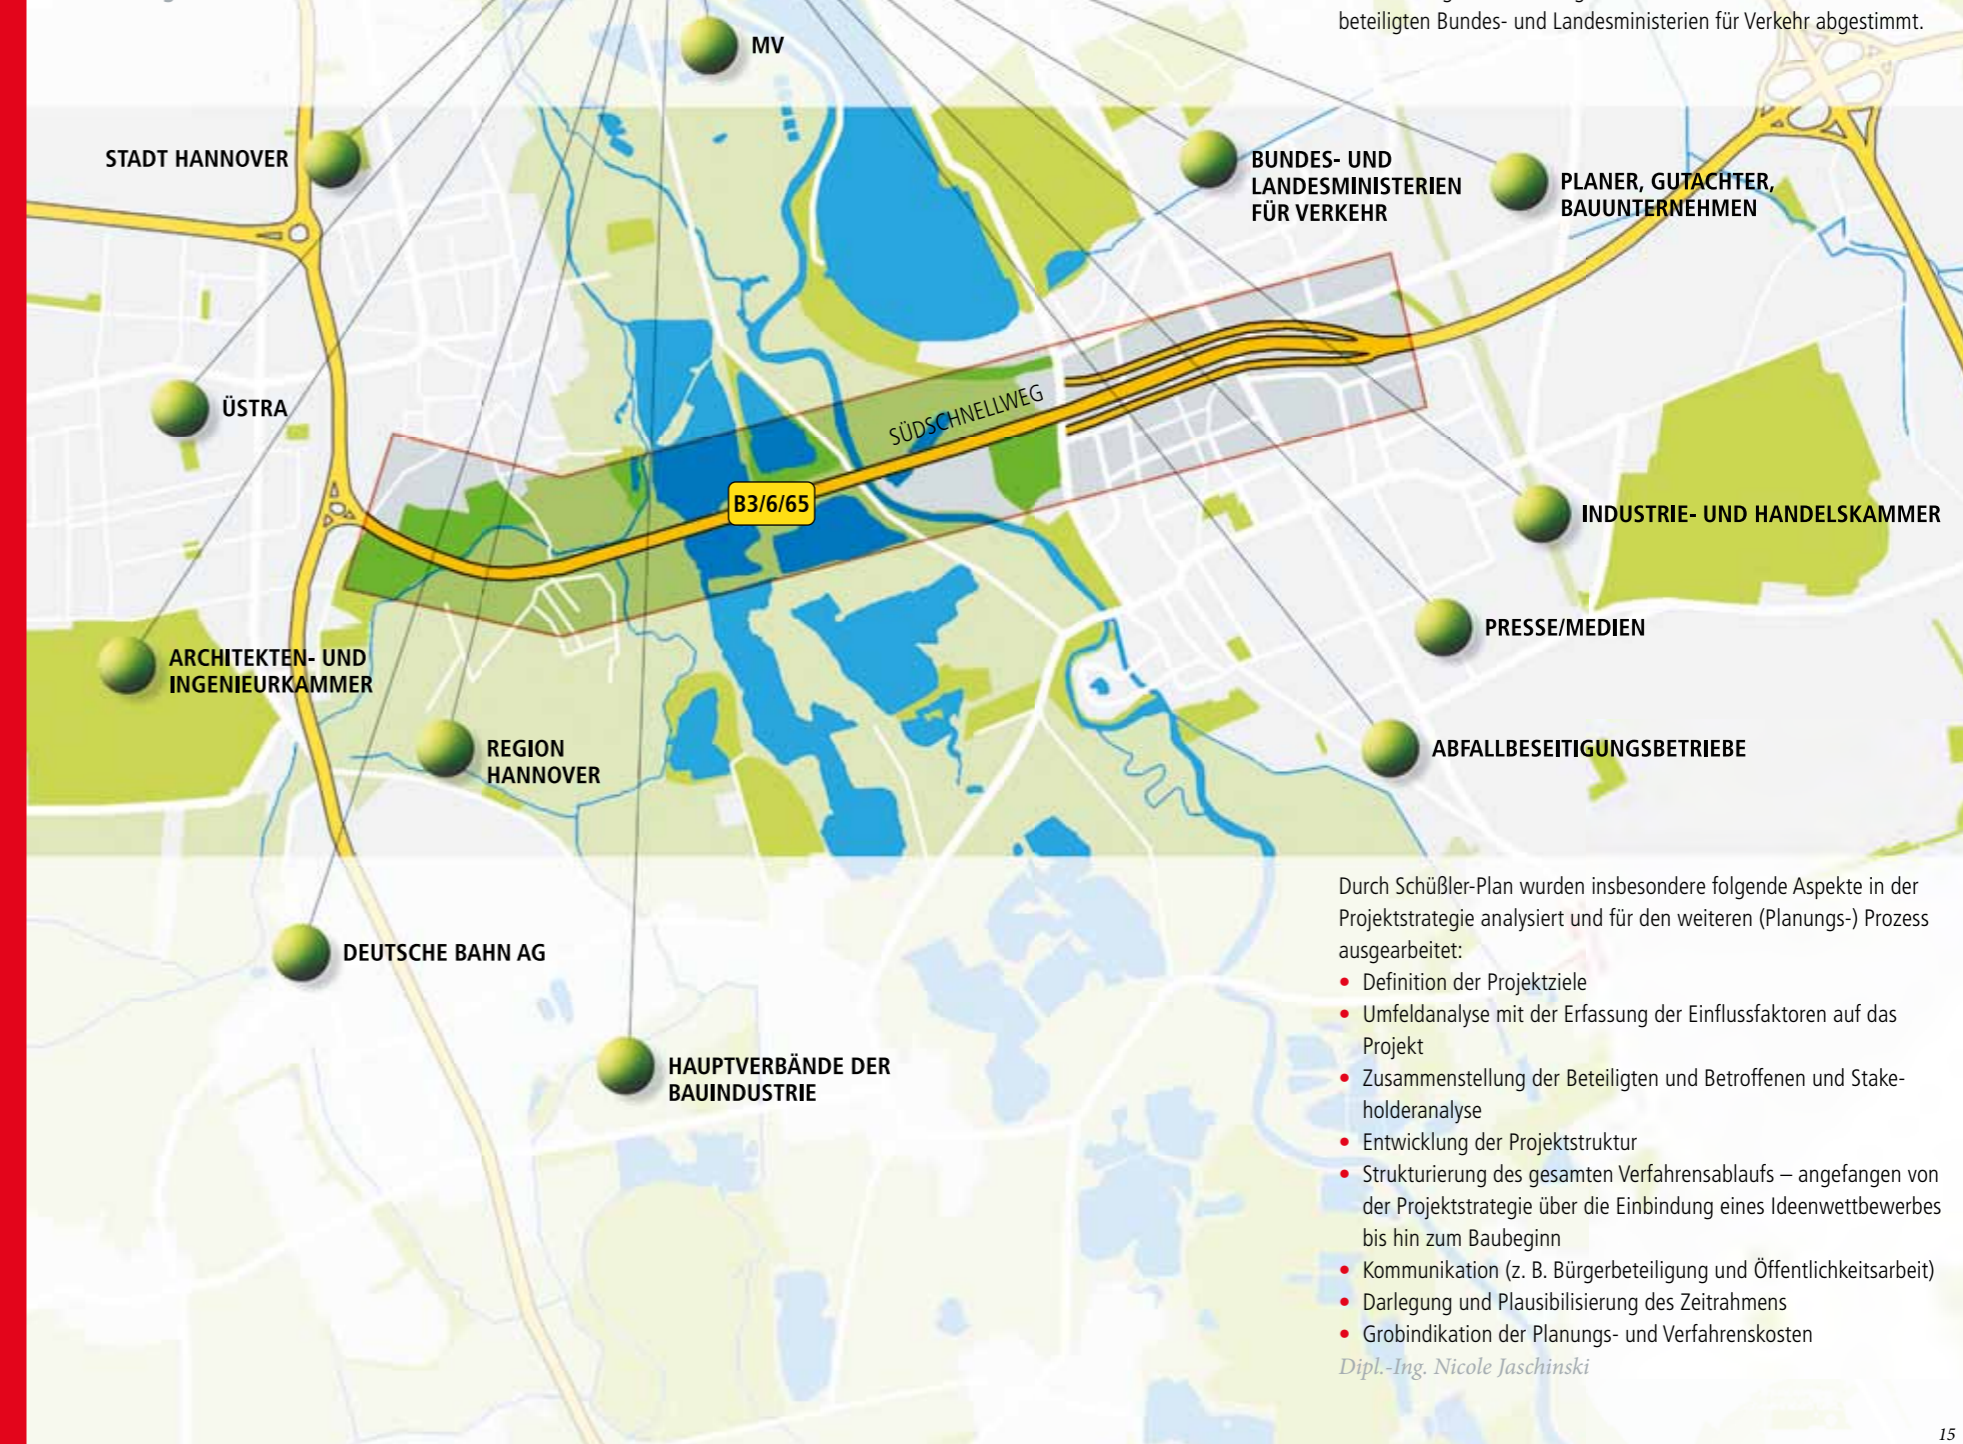 beteiligten Bundes- und Landesministerien für Verkehr abgestimmt.
MV
STADT HANNOVER
BUNDES- UND
LANDESMINISTERIEN
FÜR VERKEHR
PLANER, GUTACHTER,
BAUUNTERNEHMEN
ÜSTRA
SÜDSCHNELLWEG
B3/6/65
INDUSTRIE- UND HANDELSKAMMER
PRESSE/MEDIEN
ARCHITEKTEN- UND
INGENIEURKAMMER
REGION
HANNOVER
ABFALLBESEITIGUNGSBETRIEBE
DEUTSCHE BAHN AG
HAUPTVERBÄNDE DER
BAUINDUSTRIE
Durch Schüßler-Plan wurden insbesondere folgende Aspekte in der
Projektstrategie analysiert und für den weiteren (Planungs-) Prozess
ausgearbeitet:
• Definition der Projektziele
• Umfeldanalyse mit der Erfassung der Einflussfaktoren auf das
Projekt
• Zusammenstellung der Beteiligten und Betroffenen und Stake-
holderanalyse
• Entwicklung der Projektstruktur
• Strukturierung des gesamten Verfahrensablaufs – angefangen von
der Projektstrategie über die Einbindung eines Ideenwettbewerbes
bis hin zum Baubeginn
• Kommunikation (z. B. Bürgerbeteiligung und Öffentlichkeitsarbeit)
• Darlegung und Plausibilisierung des Zeitrahmens
• Grobindikation der Planungs- und Verfahrenskosten
Dipl.-Ing. Nicole Jaschinski
15